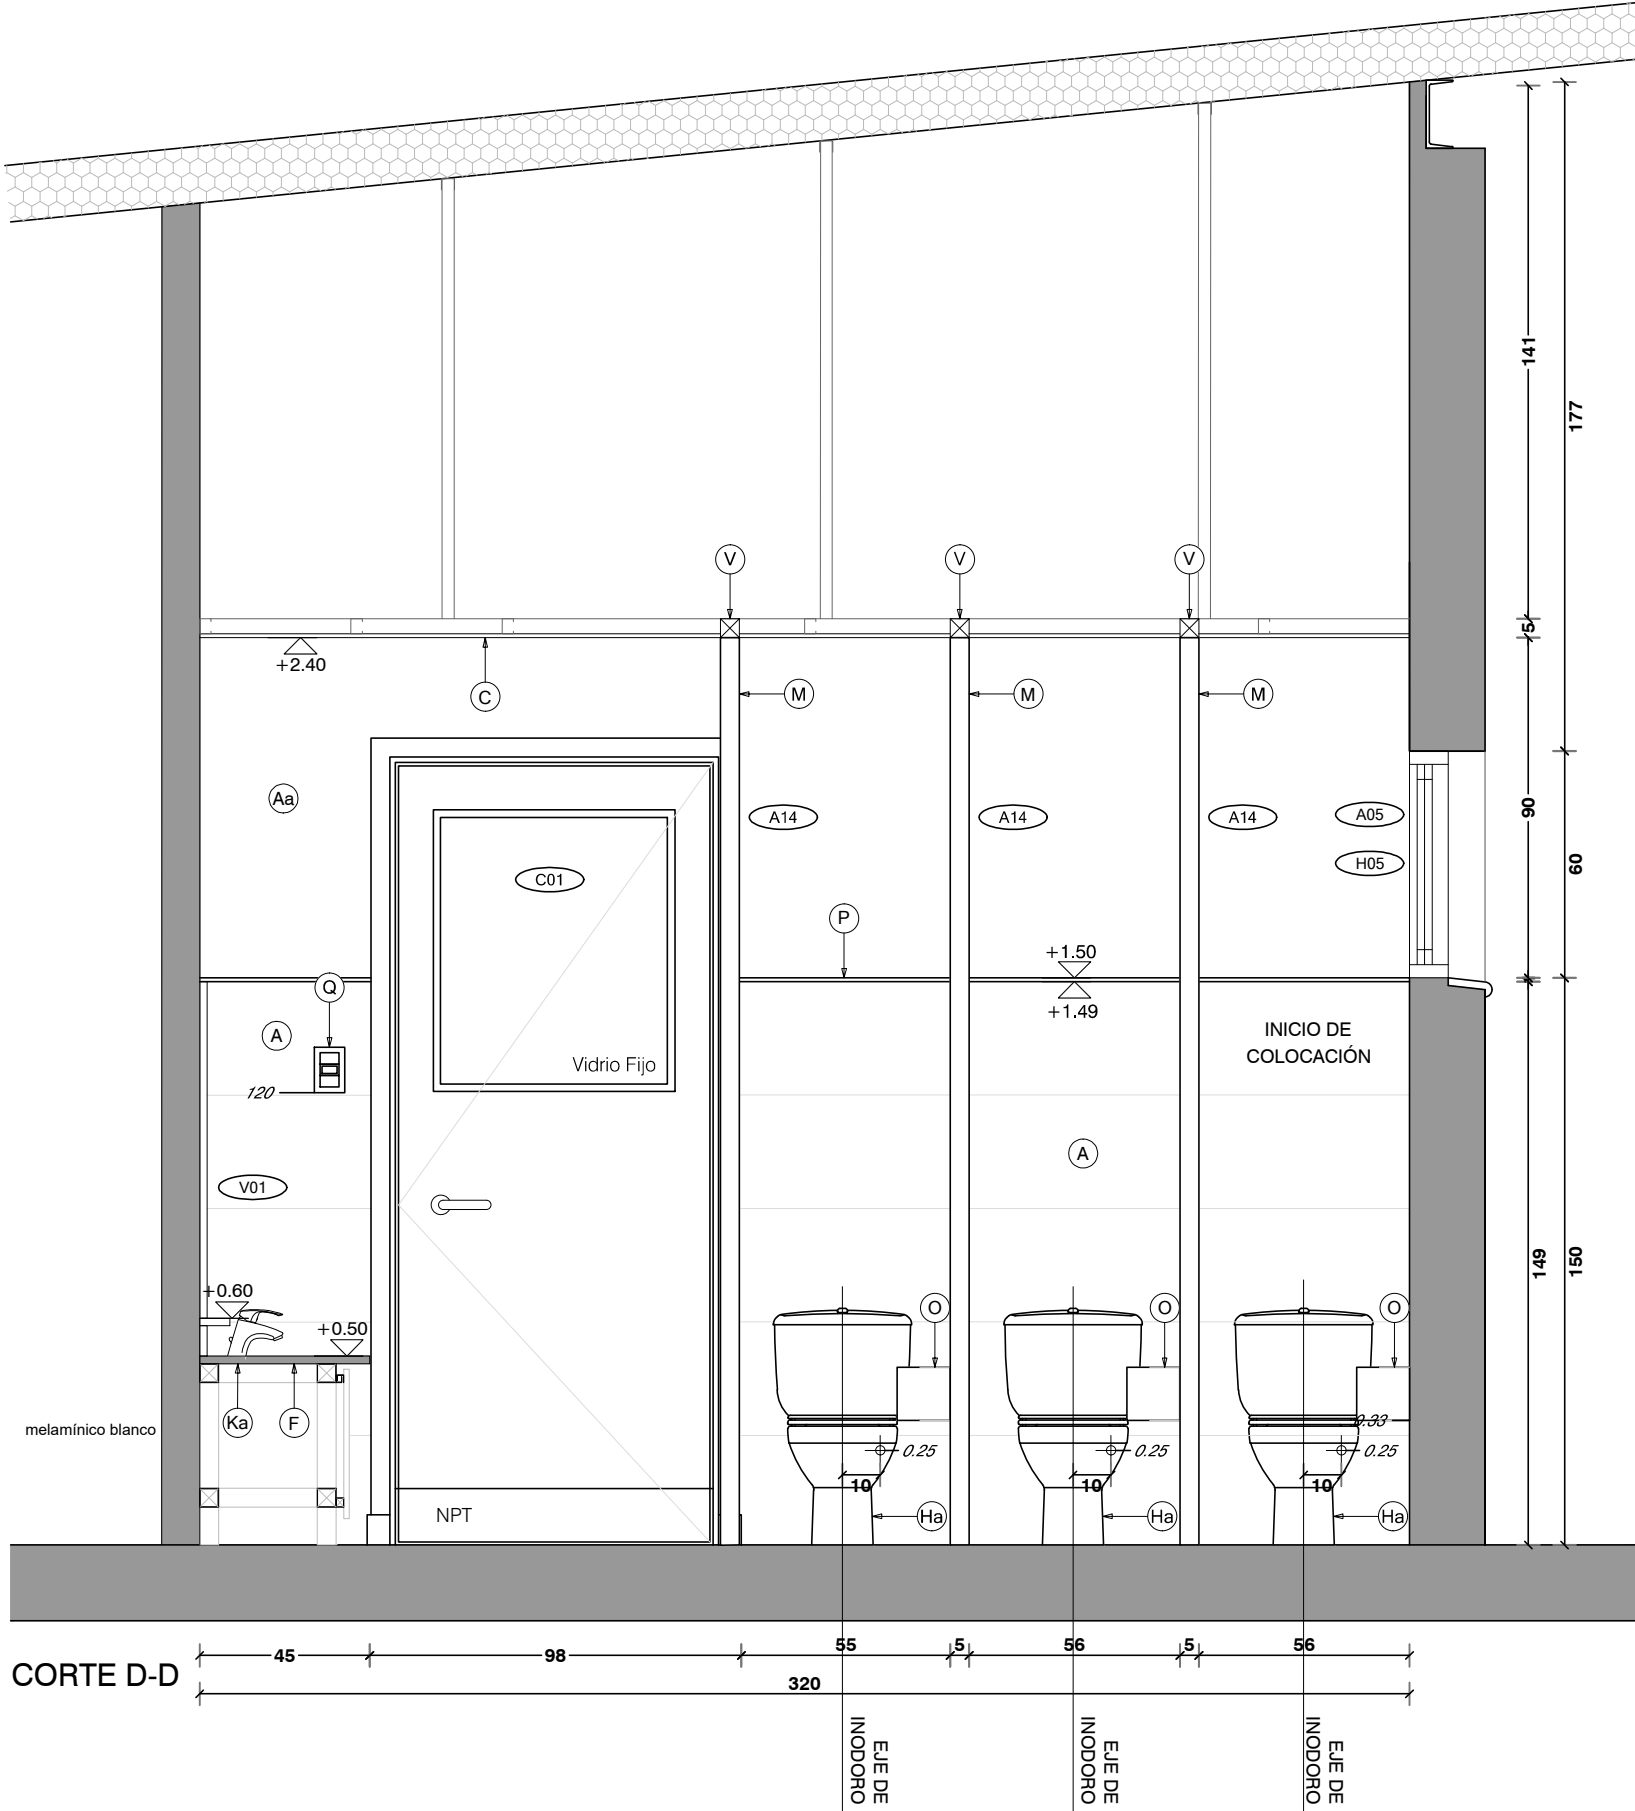 141
177
V
V
V
5
+2.40
C
M
M
M
Aa
A14
A14
A14
A05
H05
90
60
C01
P
+1.50
+1.49
Q
A
INICIO DE
COLOCACIÓN
Vidrio Fijo
120
A
V01
149
150
+0.60
+0.50
O
O
O
Ka
F
melamínico blanco
0.33
0.25
0.25
0.25
10
10
10
NPT
Ha
Ha
Ha
CORTE D-D
45
98
55
5
56
5
56
320
EJE DE
INODORO
EJE DE
INODORO
EJE DE
INODORO